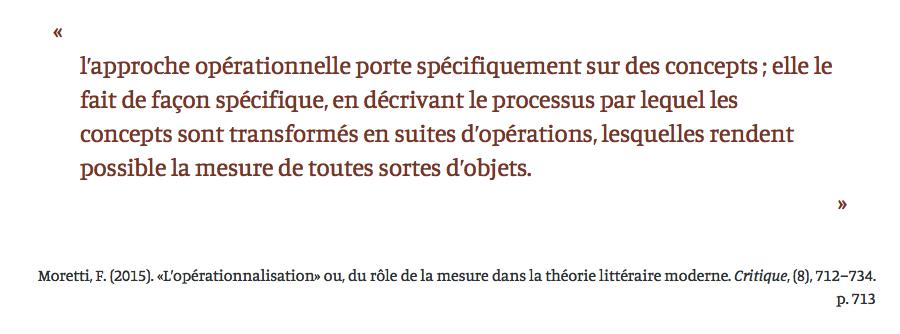 «
l’approche opérationnelle porte spécifiquement sur des concepts ; elle le
fait de façon spécifique, en décrivant le processus par lequel les
concepts sont transformés en suites d’opérations, lesquelles rendent
possible la mesure de toutes sortes d’objets.
»
Moretti, F. (2015). «L’opérationnalisation» ou, du rôle de la mesure dans la théorie littéraire moderne. Critique, (8), 712–734.
p. 713